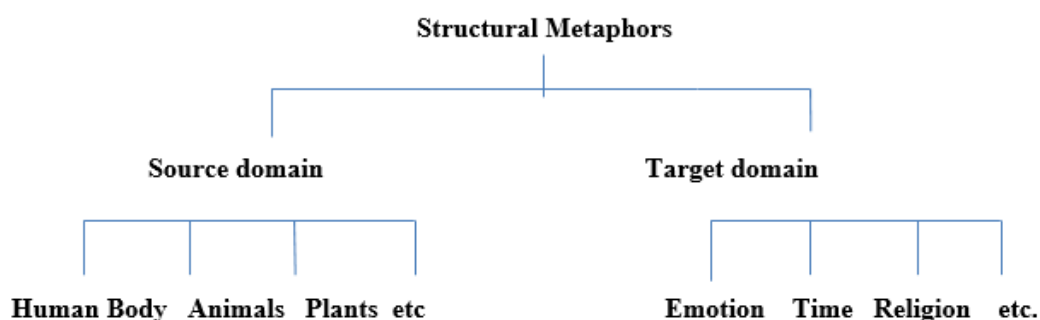 Structural Metaphors
Source domain Target domain
Human Body Animals Plants etc Emotion Time Religion etc.